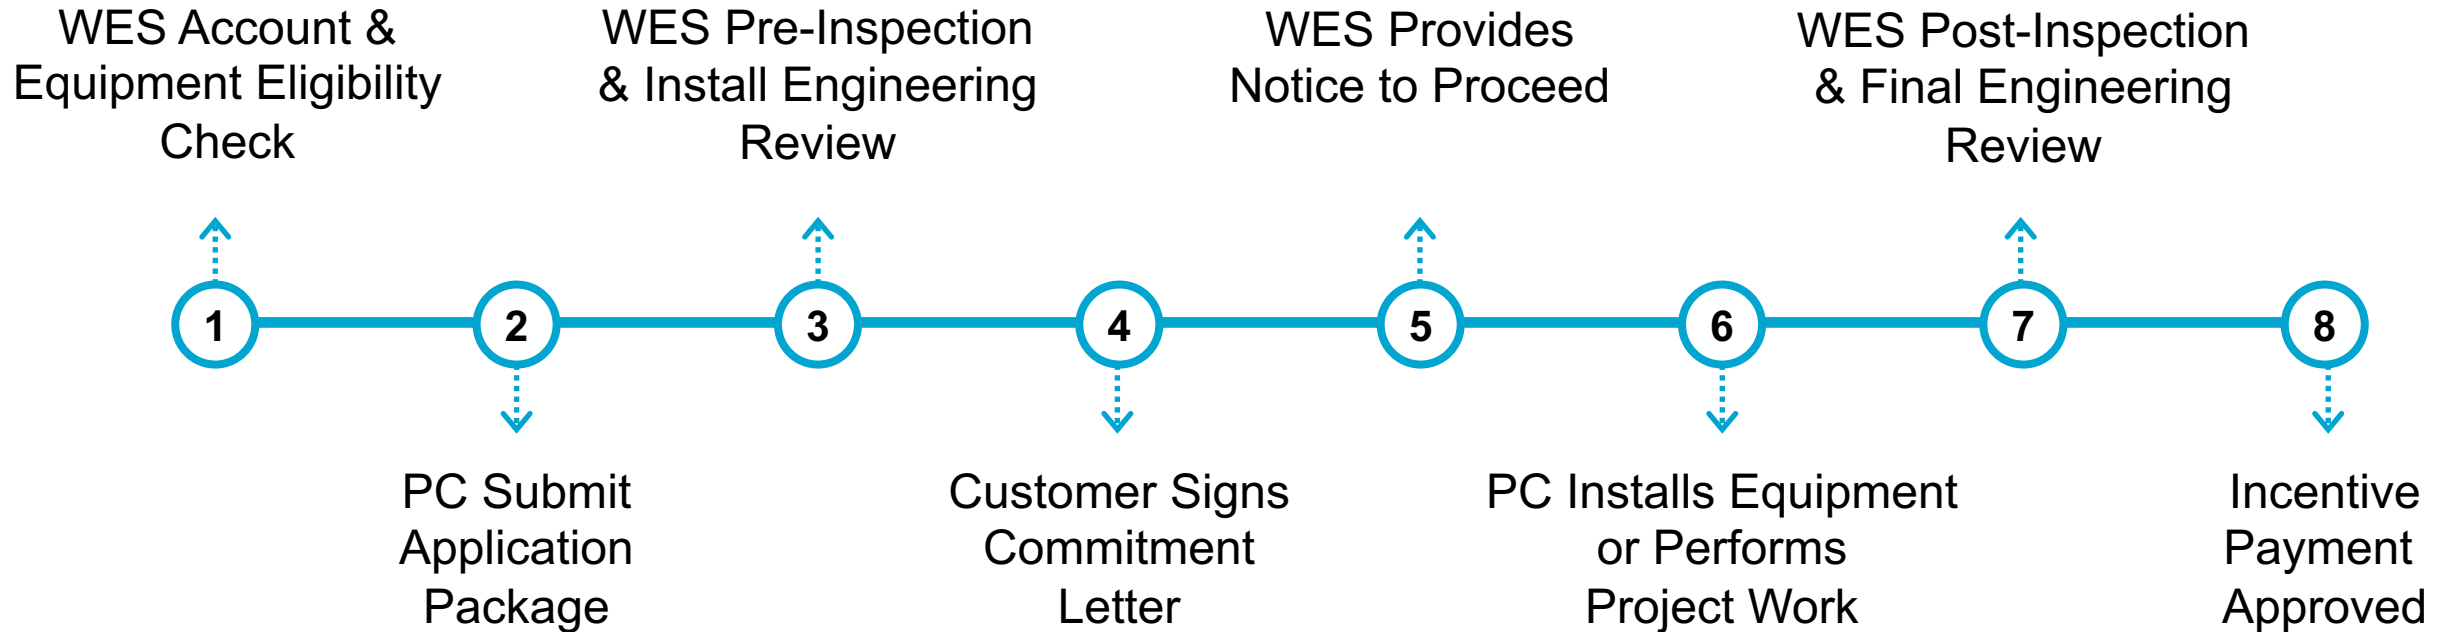 WES Account &
Equipment Eligibility
Check
WES Pre-Inspection
& Install Engineering
Review
WES Provides
Notice to Proceed
WES Post-Inspection
& Final Engineering
Review
1
2
3
4
5
6
7
8
PC Submit
Application
Package
Customer Signs
Commitment
Letter
PC Installs Equipment
or Performs
Project Work
Incentive
Payment
Approved